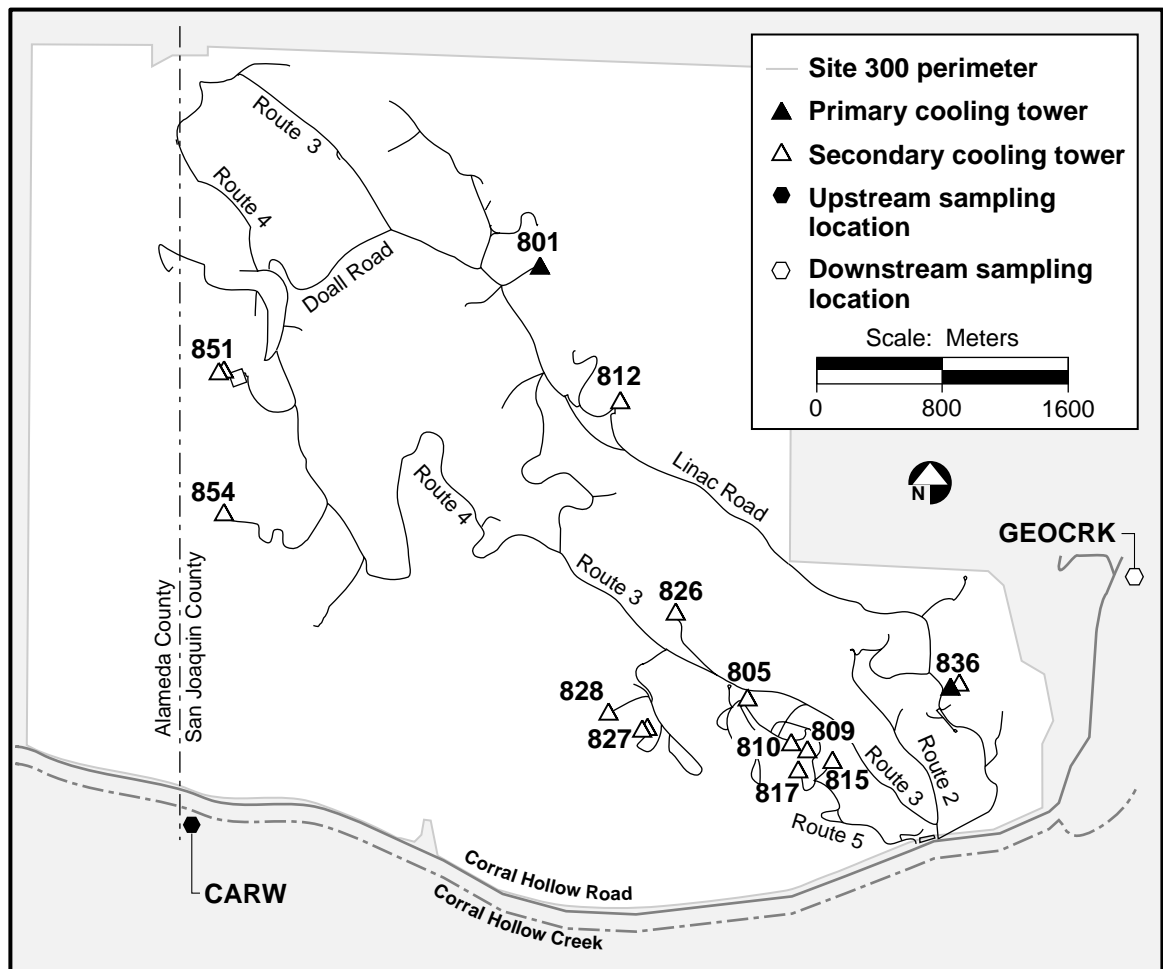 Site 300 perimeter
Primary cooling tower
Secondary cooling tower
Upstream sampling
location
Downstream sampling
location
Scale: Meters
0 800 1600
N
Route 3
Route 4
Doall Road
801
851
812
854
Route 4
Linac Road
GEOCRK
Route 3
826
Alameda County
San Joaquin County
805
836
828
827
810
809
817
815
Route 3
Route 2
Route 5
CARW
Corral Hollow Road
Corral Hollow Creek